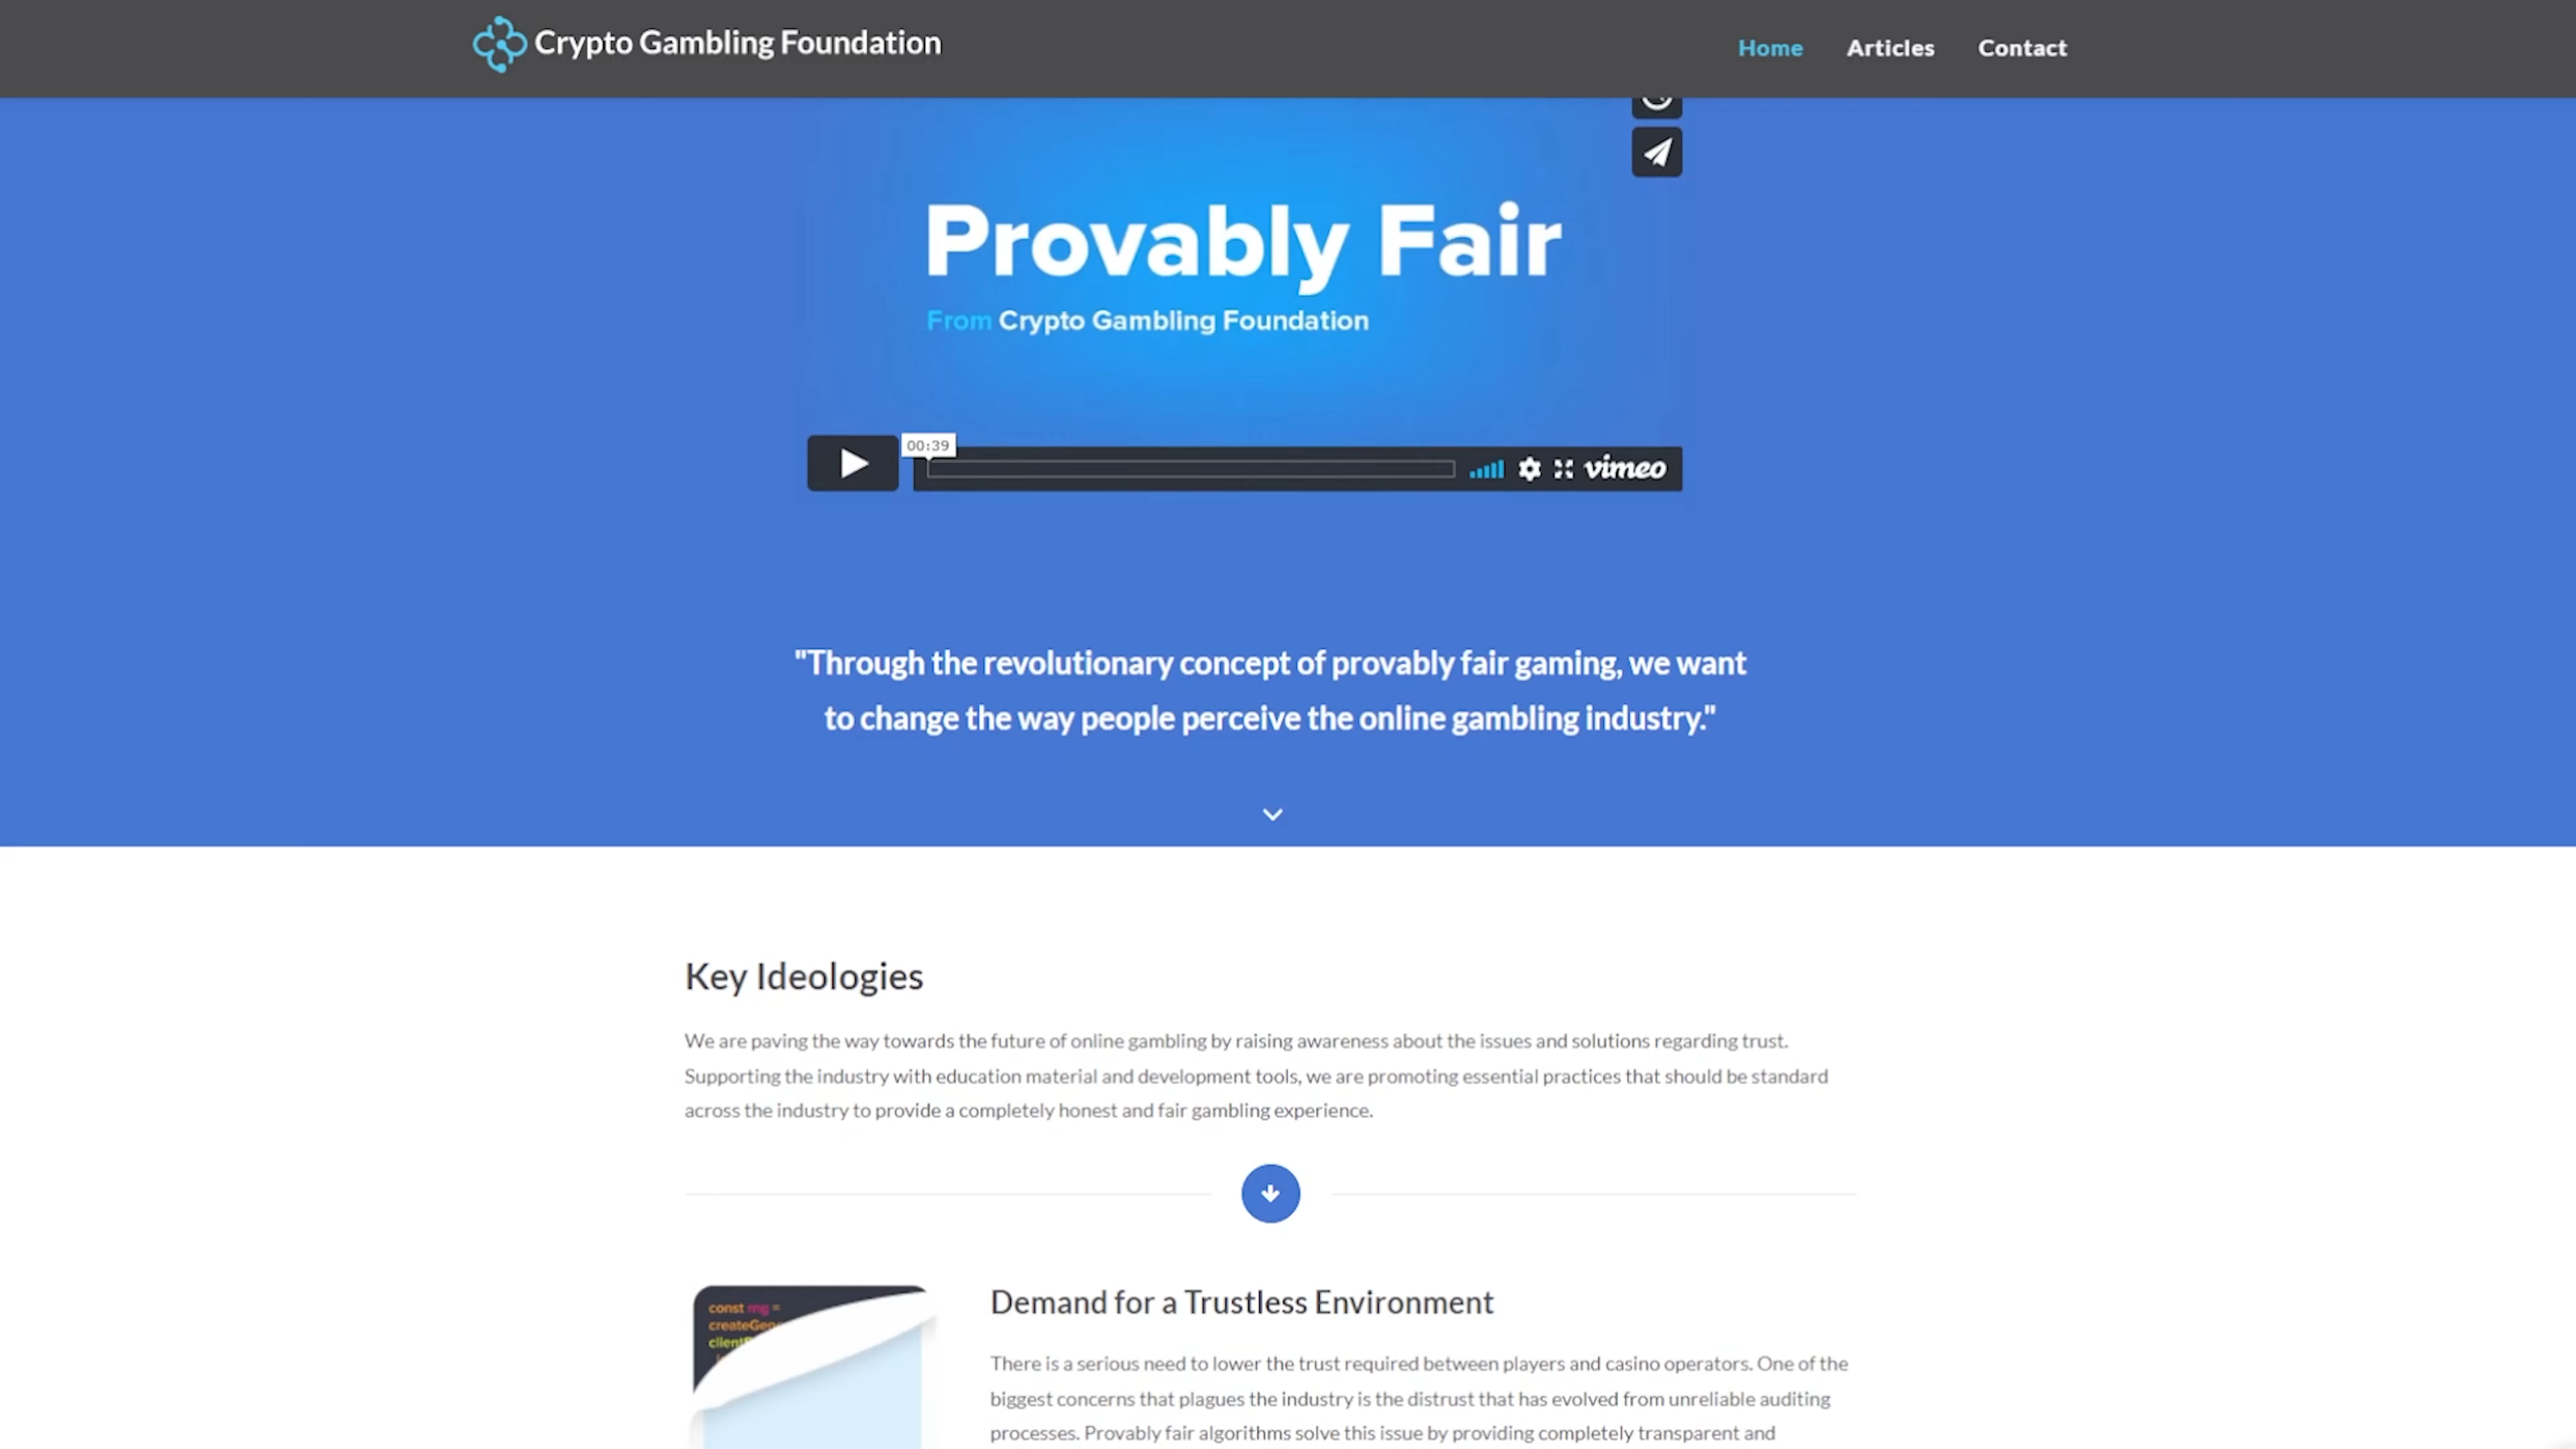 Crypto Gambling Foundation
Home
Articles
Contact
Provably Fair
From Crypto Gambling Foundation
00:39
vimeo
"Through the revolutionary concept of provably fair gaming, we want
to change the way people perceive the online gambling industry."
Key Ideologies
We are paving the way towards the future of online gambling by raising awareness about the issues and solutions regarding trust.
Supporting the industry with education material and development tools, we are promoting essential practices that should be standard
across the industry to provide a completely honest and fair gambling experience.
const rng =
Demand for a Trustless Environment
There is a serious need to lower the trust required between players and casino operators. One of the
biggest concerns that plagues the industry is the distrust that has evolved from unreliable auditing
processes. Provably fair algorithms solve this issue by providing completely transparent and